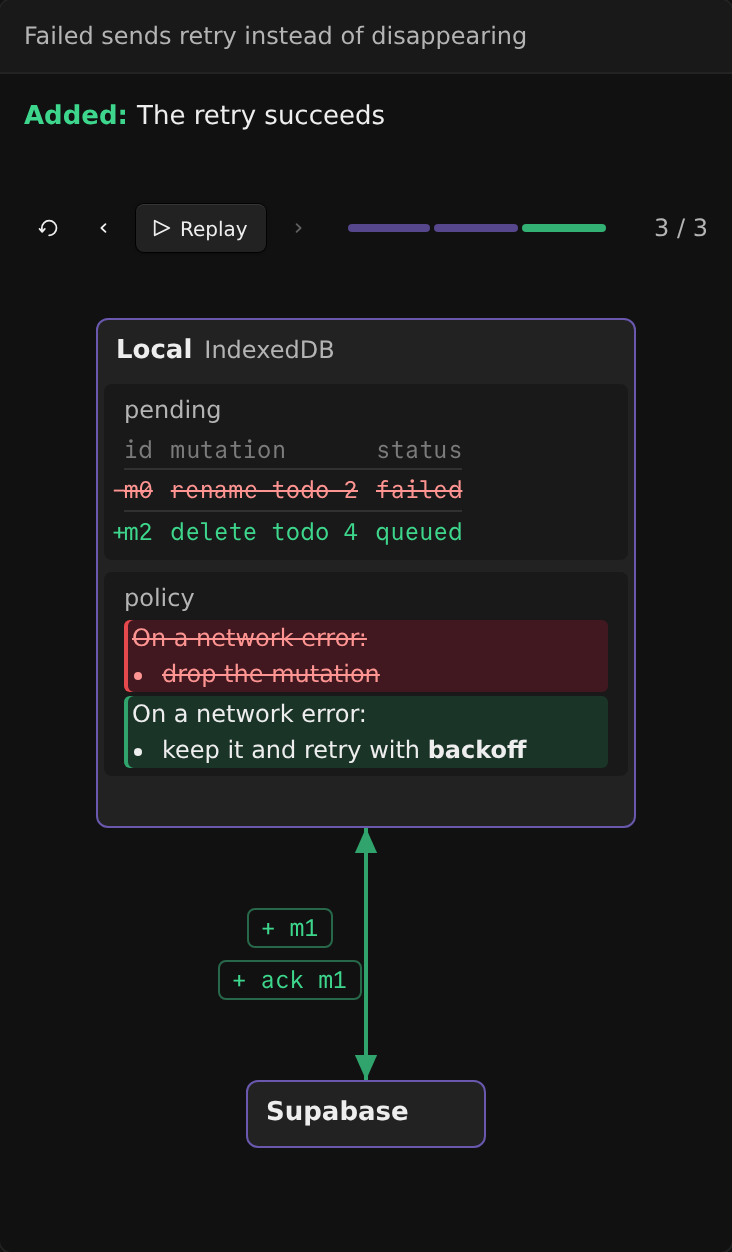 Failed sends retry instead of disappearing
Added: The retry succeeds
Replay
3 / 3
Local IndexedDB
pending
id mutation status
-m0 rename todo 2 failed
+m2 delete todo 4 queued
policy
On a network error:
• drop the mutation
On a network error:
• keep it and retry with backoff
+ m1
+ ack m1
Supabase